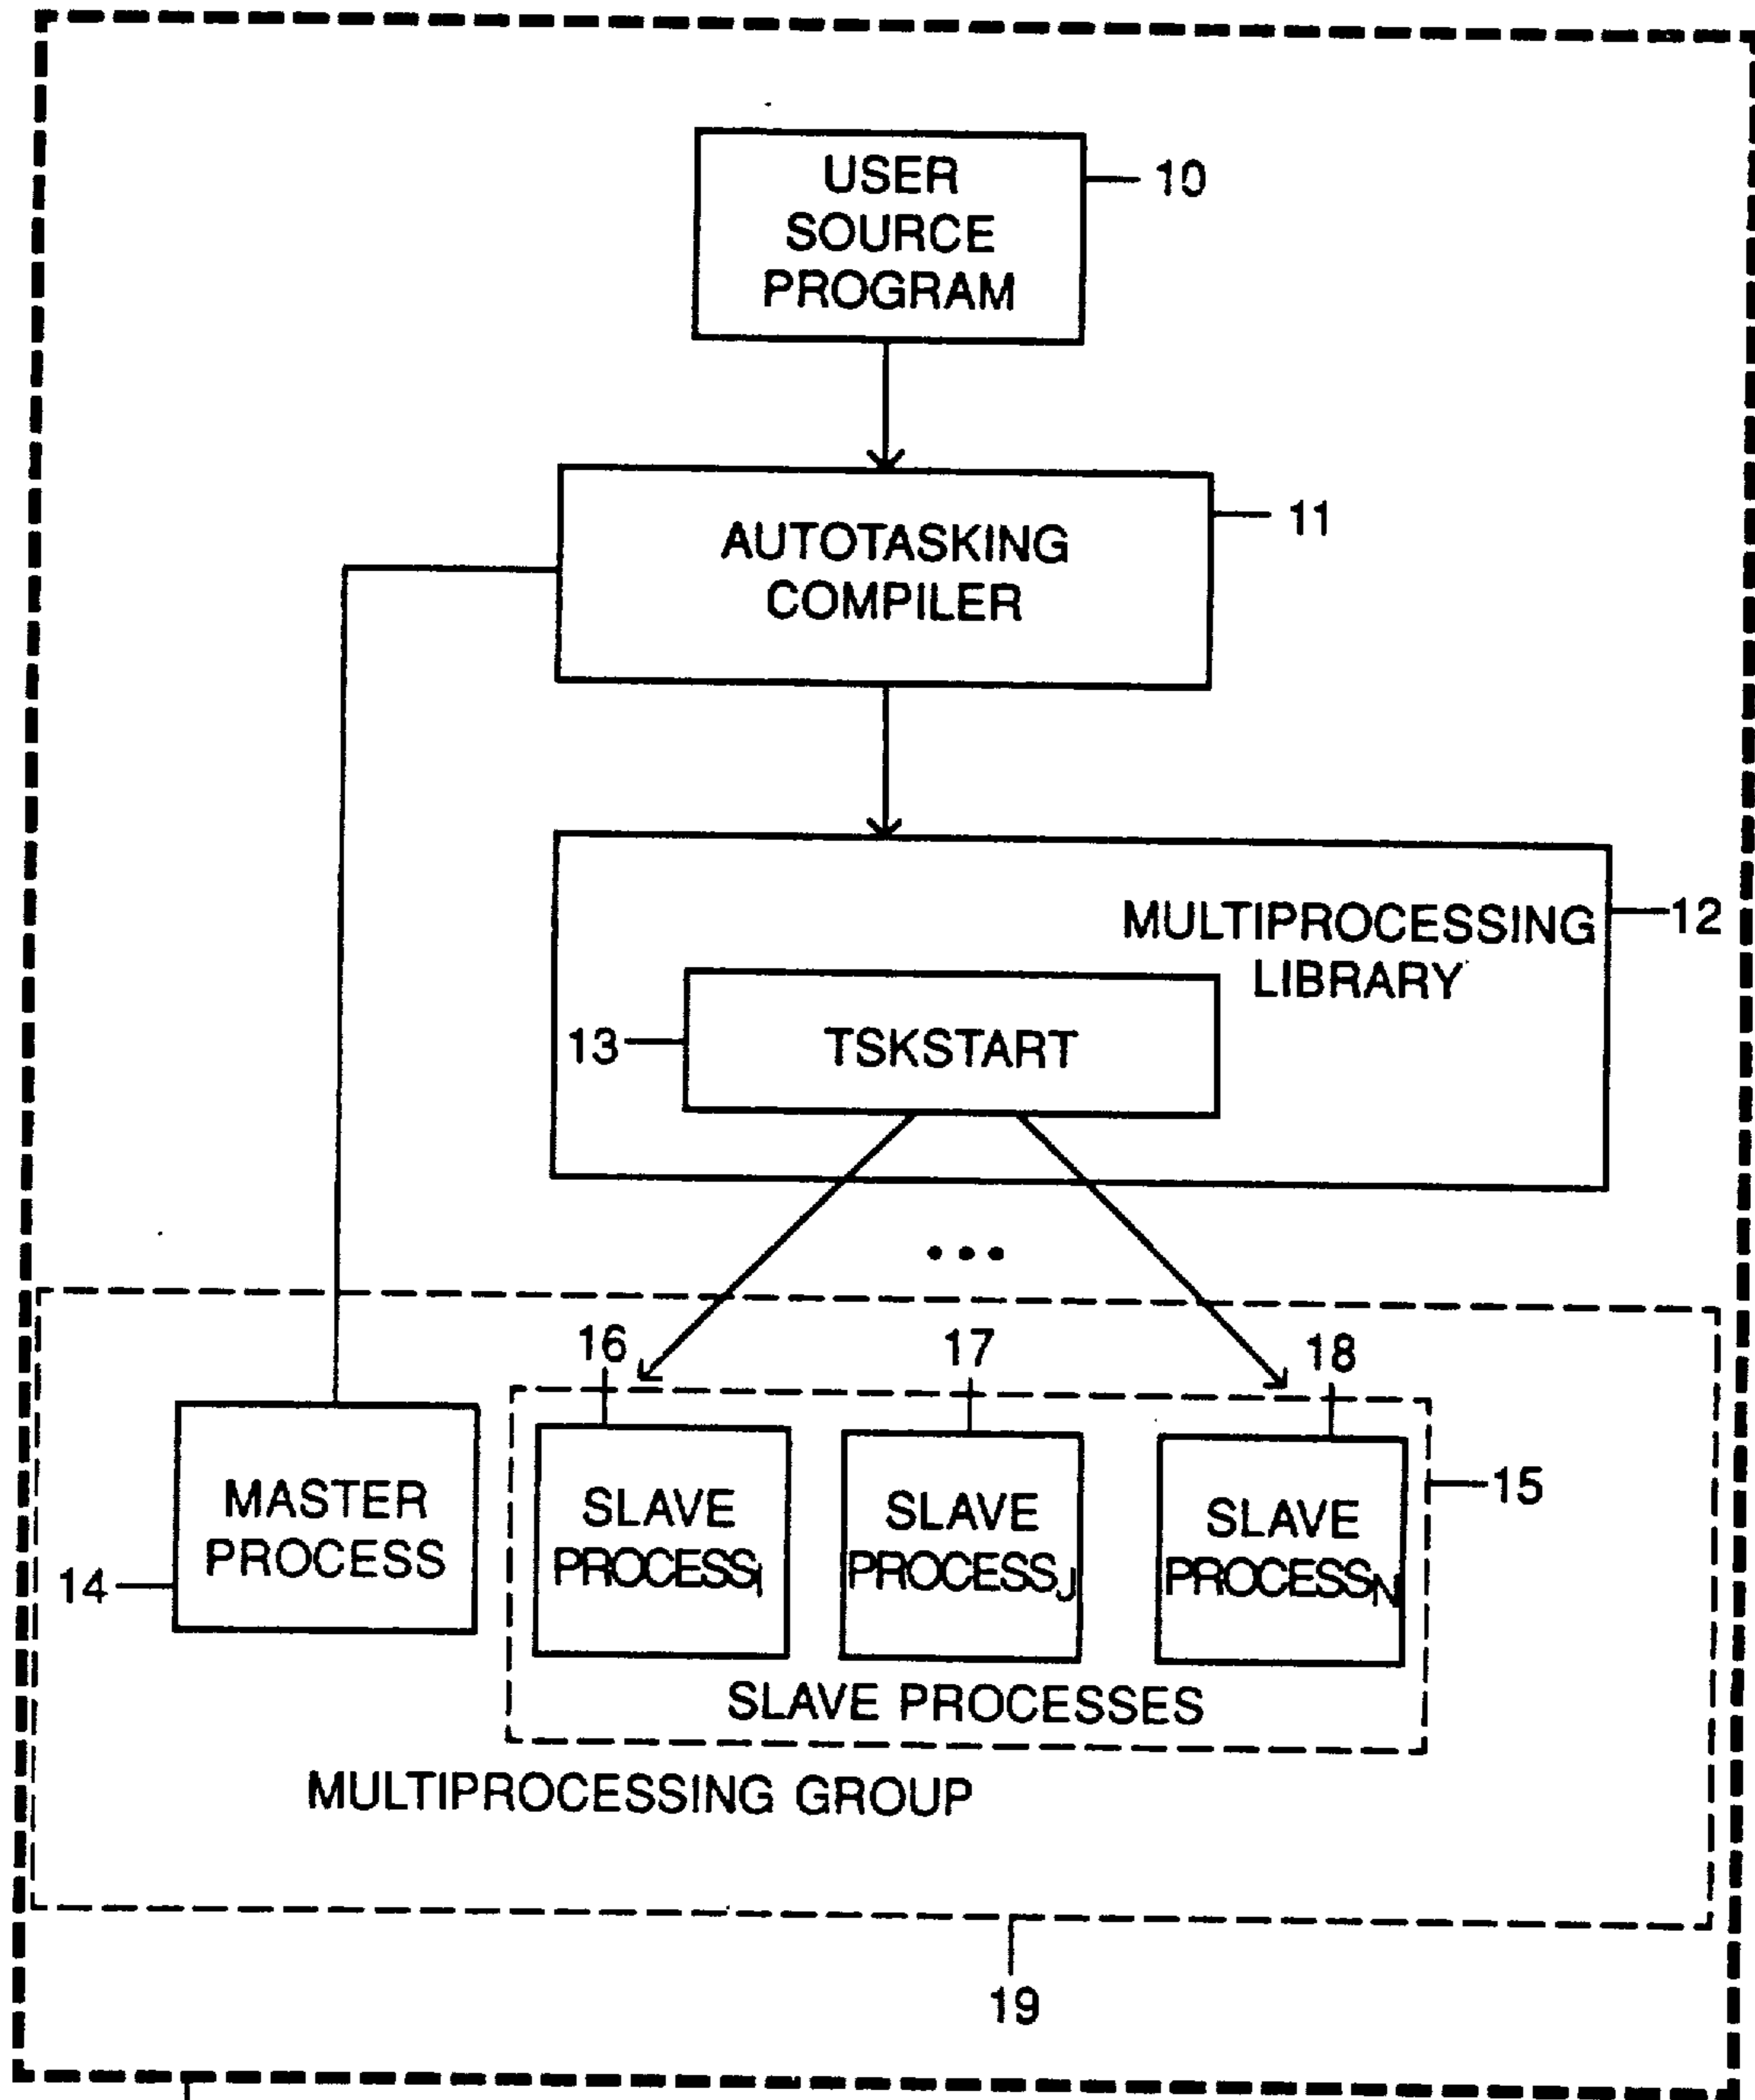 USER
SOURCE
PROGRAM
10
AUTOTASKING
COMPILER
11
MULTIPROCESSING
LIBRARY
12
13
TSKSTART
...
16
17
18
MASTER
PROCESS
14
SLAVE
PROCESSI
SLAVE
PROCESSJ
SLAVE
PROCESSN
15
SLAVE PROCESSES
MULTIPROCESSING GROUP
19